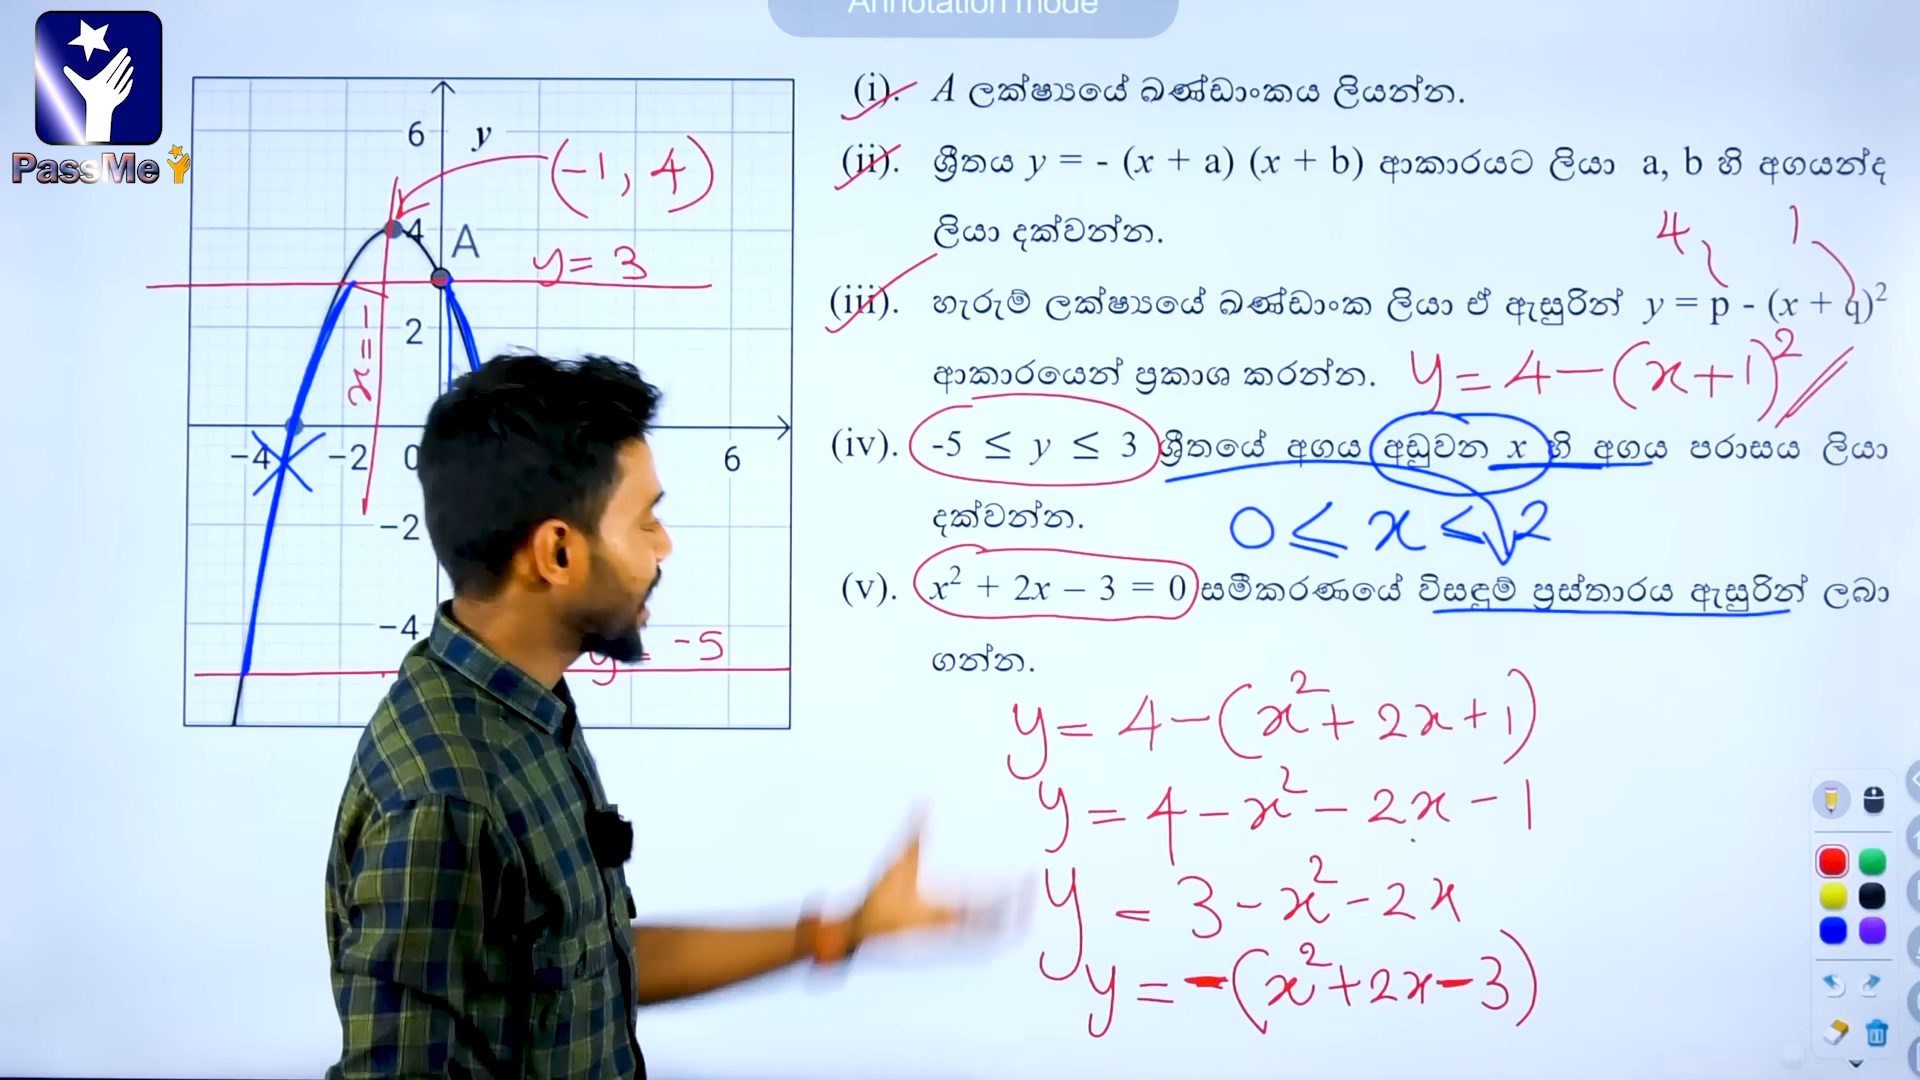 Annotation mode
PassMe
6
y
(-1, 4)
4
A
y = 3
2
x = -
-4
-2
0
6
-2
-4
y = -5
(i). A ලක්ෂ්‍යයේ ඛණ්ඩාංකය ලියන්න.
(ii). ශ්‍රීතය y = - (x + a) (x + b) ආකාරයට ලියා a, b හි අගයන්ද
ලියා දක්වන්න.
4 1
(iii). හැරුම් ලක්ෂ්‍යයේ ඛණ්ඩාංක ලියා ඒ ඇසුරින් y = p - (x + q)²
ආකාරයෙන් ප්‍රකාශ කරන්න. y = 4 - (x + 1)²
(iv). -5 ≤ y ≤ 3 ශ්‍රීතයේ අගය අඩුවන x හි අගය පරාසය ලියා
දක්වන්න. 0 ≤ x ≤ 2
(v). x² + 2x – 3 = 0 සමීකරණයේ විසඳුම් ප්‍රස්තාරය ඇසුරින් ලබා
ගන්න.
y = 4 - (x² + 2x + 1)
y = 4 - x² - 2x - 1
y = 3 - x² - 2x
y = -(x² + 2x - 3)